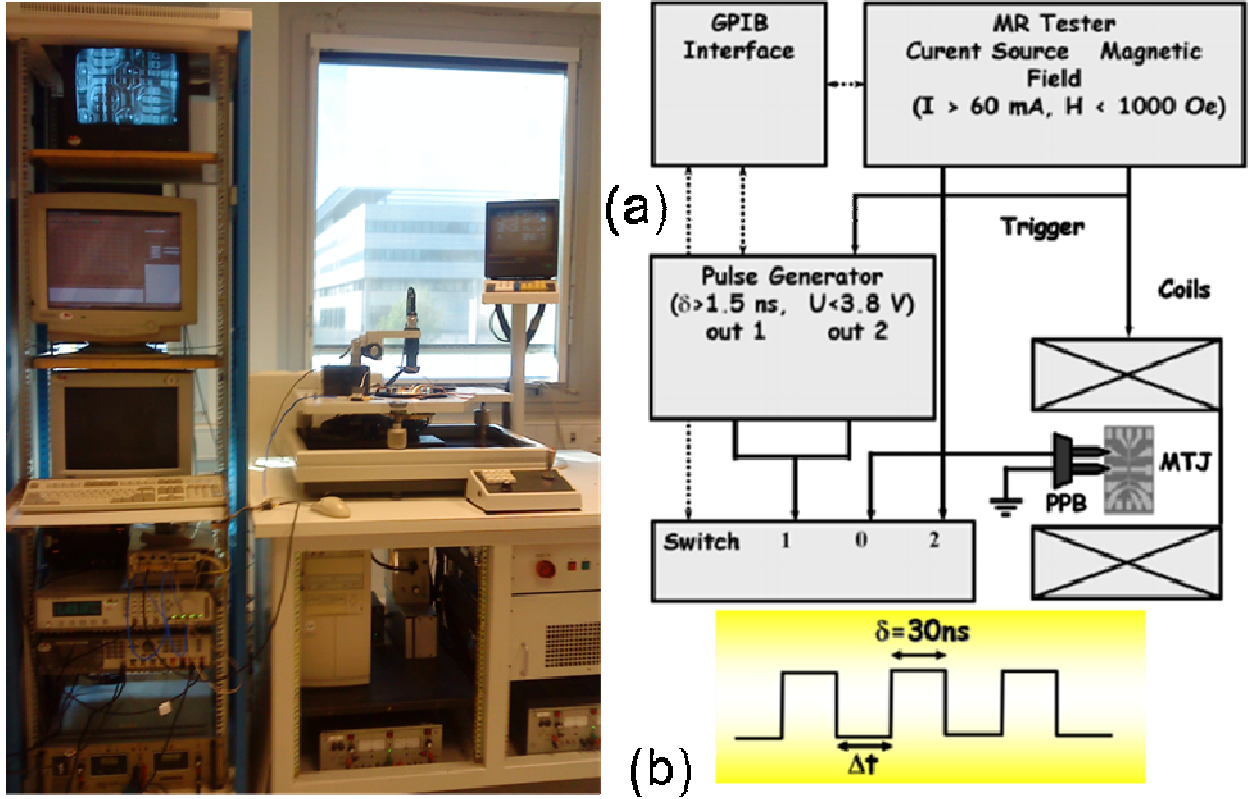 GPIB
Interface
MR Tester
Curent Source Magnetic
Field
(I > 60 mA, H < 1000 Oe)
(a)
Trigger
Pulse Generator
(δ>1.5 ns, U<3.8 V)
out 1 out 2
Coils
MTJ
PPB
Switch 1 0 2
δ=30ns
Δt
(b)